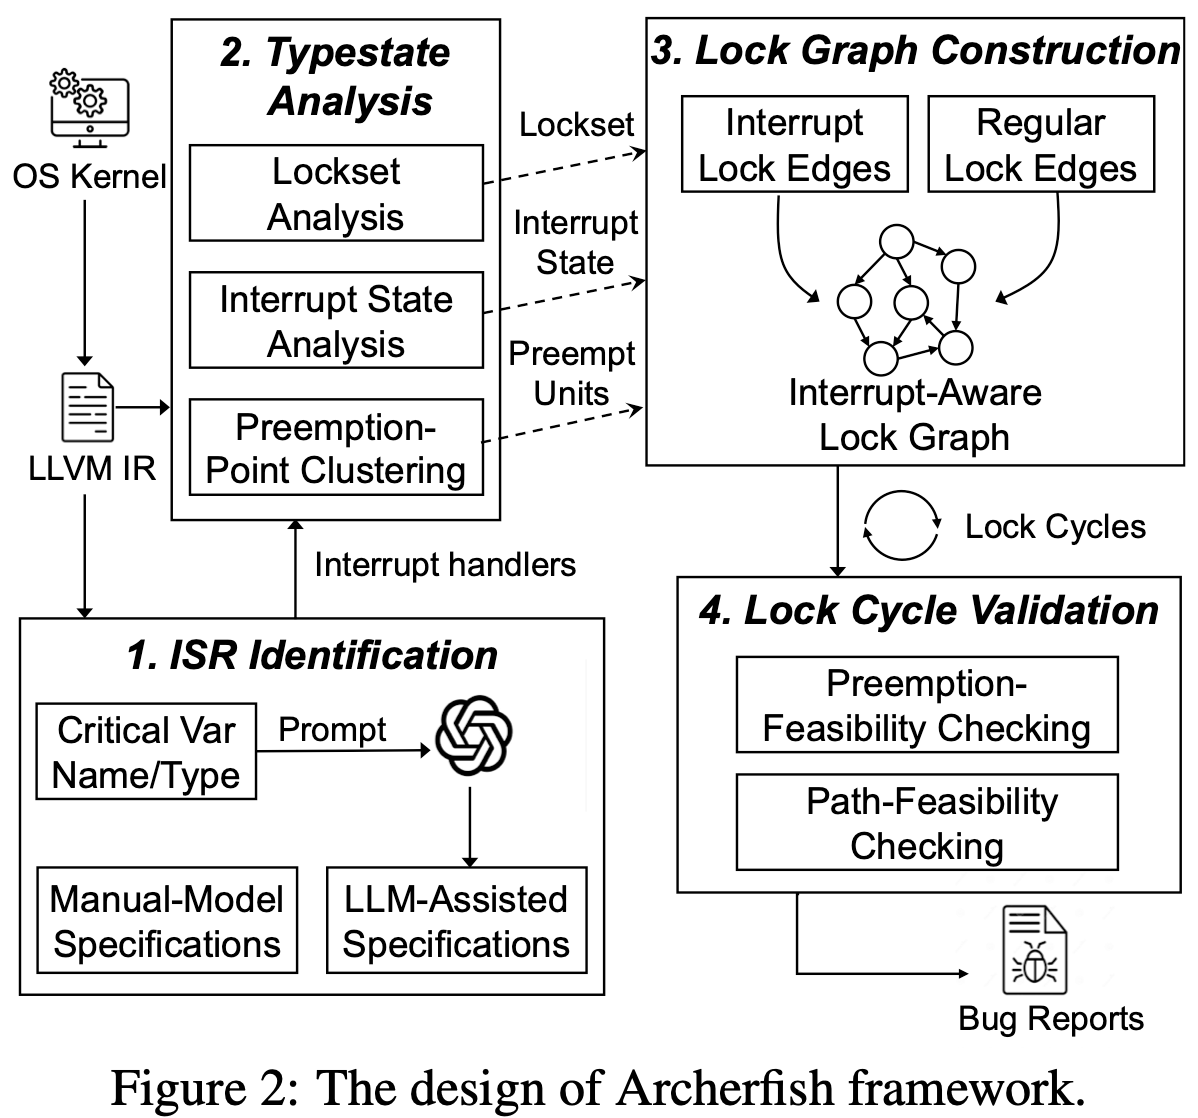 OS Kernel
LLVM IR
2. Typestate
Analysis
Lockset
Analysis
Interrupt State
Analysis
Preemption-
Point Clustering
Lockset
Interrupt
State
Preempt
Units
3. Lock Graph Construction
Interrupt
Lock Edges
Regular
Lock Edges
Interrupt-Aware
Lock Graph
Interrupt handlers
Lock Cycles
1. ISR Identification
Critical Var
Name/Type
Prompt
Manual-Model
Specifications
LLM-Assisted
Specifications
4. Lock Cycle Validation
Preemption-
Feasibility Checking
Path-Feasibility
Checking
Bug Reports
Figure 2: The design of Archerfish framework.